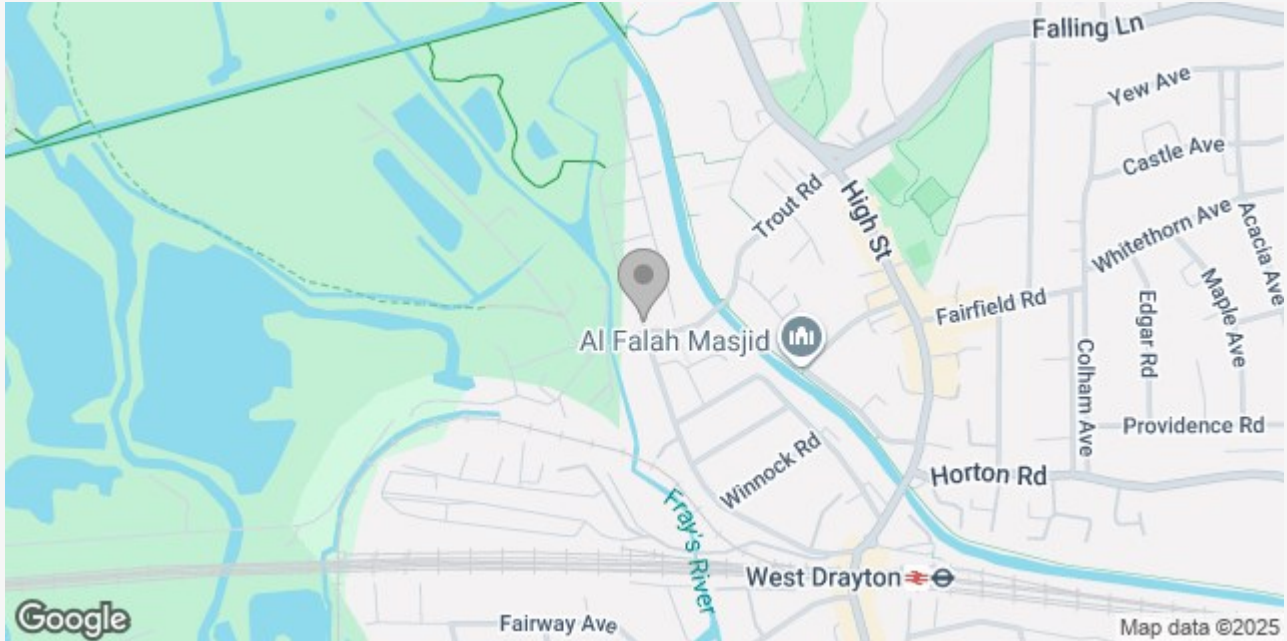 Falling Ln
Yew Ave
Castle Ave
Trout Rd
High St
Whitethorn Ave
Acacia Ave
Maple Ave
Edgar Rd
Fairfield Rd
Al Falah Masjid
Colham Ave
Providence Rd
Winnock Rd
Horton Rd
Fray's River
West Drayton
Fairway Ave
Google
Map data ©2025